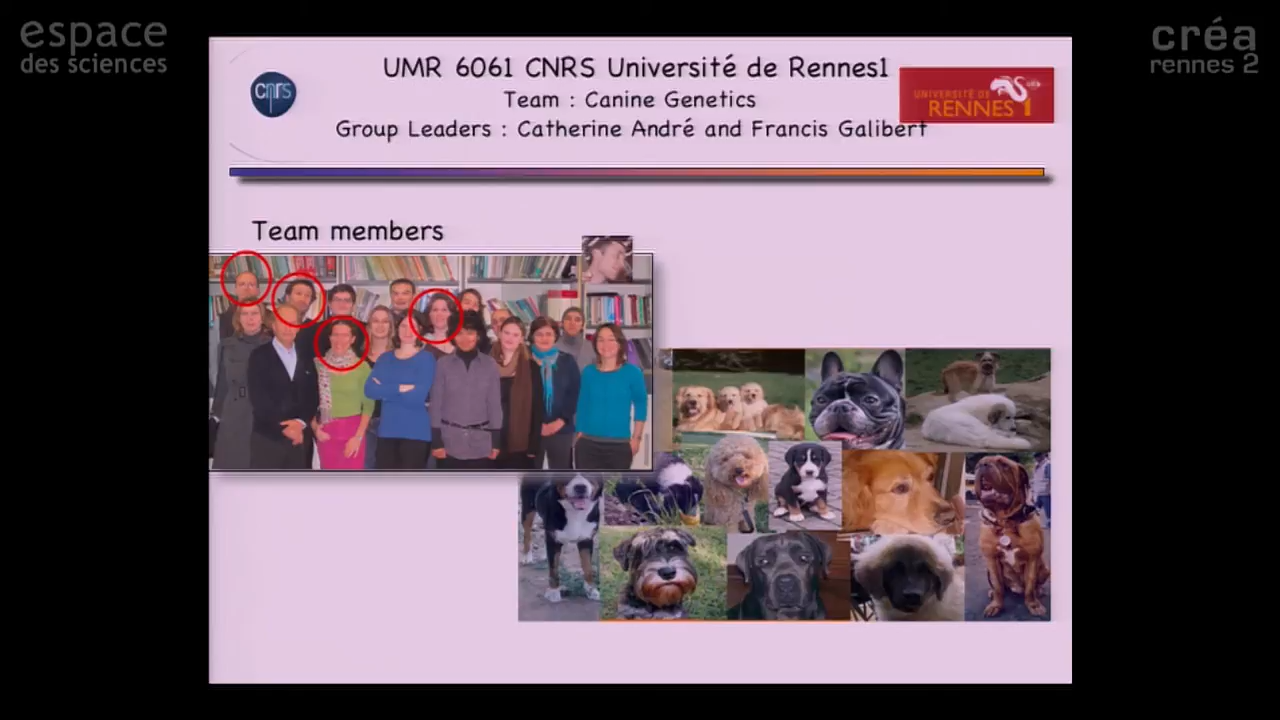 espace
des sciences
créa
rennes 2
UMR 6061 CNRS Université de Rennes1
cnrs
Team : Canine Genetics
UNIVERSITÉ DE
RENNES 1
Group Leaders : Catherine André and Francis Galibert
Team members